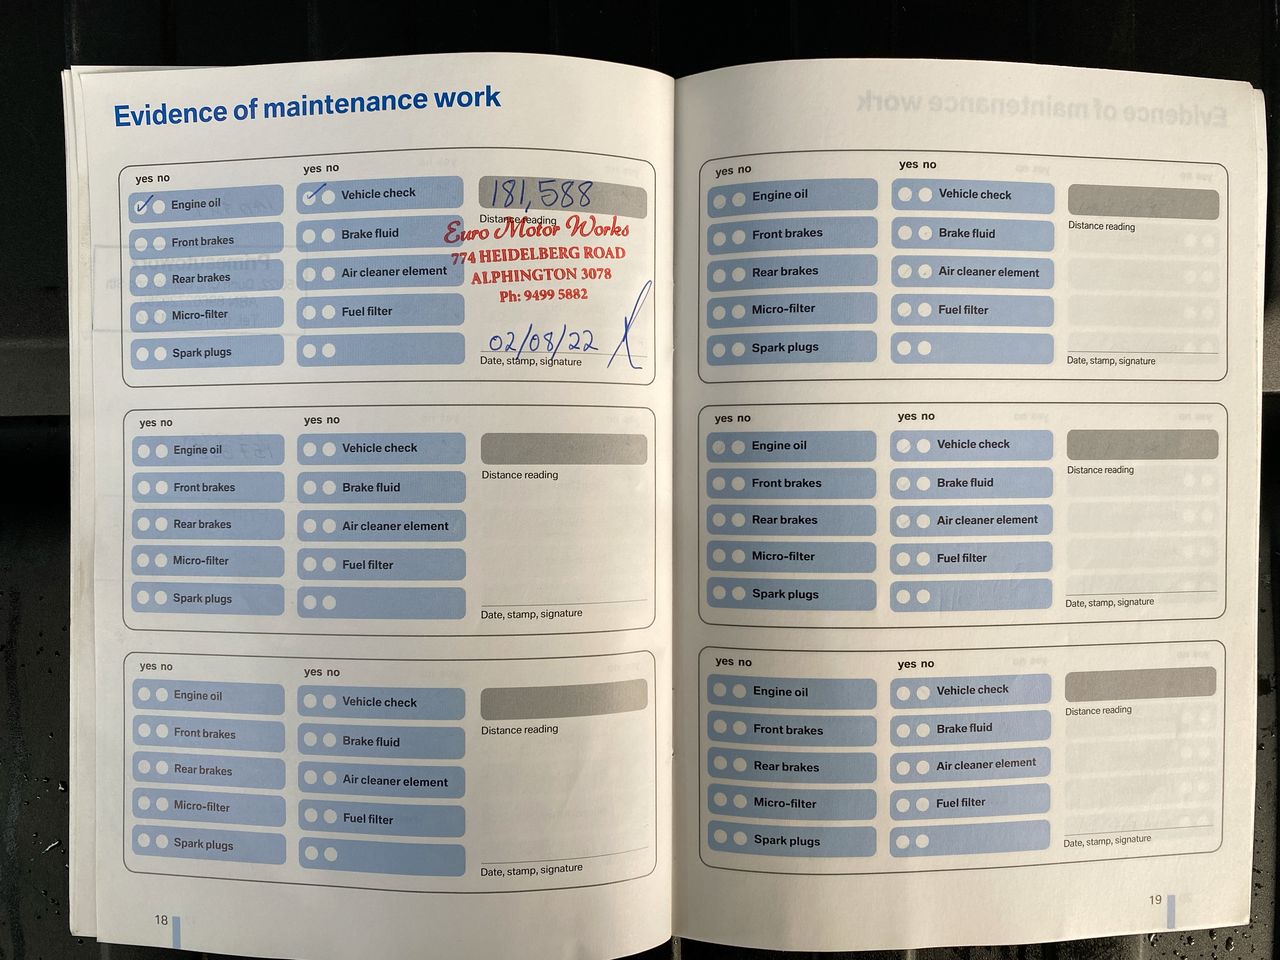 Evidence of maintenance work
yes no
yes no
Engine oil
Vehicle check
181,588
Distance reading
Front brakes
Brake fluid
Rear brakes
Air cleaner element
Micro-filter
Fuel filter
Spark plugs
Euro Motor Works
774 HEIDELBERG ROAD
ALPHINGTON 3078
Ph: 9499 5882
02/08/22
Date, stamp, signature
yes no
yes no
Engine oil
Vehicle check
Distance reading
Front brakes
Brake fluid
Rear brakes
Air cleaner element
Micro-filter
Fuel filter
Spark plugs
Date, stamp, signature
yes no
yes no
Engine oil
Vehicle check
Distance reading
Front brakes
Brake fluid
Rear brakes
Air cleaner element
Micro-filter
Fuel filter
Spark plugs
Date, stamp, signature
18
yes no
yes no
Engine oil
Vehicle check
Distance reading
Front brakes
Brake fluid
Rear brakes
Air cleaner element
Micro-filter
Fuel filter
Spark plugs
Date, stamp, signature
yes no
yes no
Engine oil
Vehicle check
Distance reading
Front brakes
Brake fluid
Rear brakes
Air cleaner element
Micro-filter
Fuel filter
Spark plugs
Date, stamp, signature
yes no
yes no
Engine oil
Vehicle check
Distance reading
Front brakes
Brake fluid
Rear brakes
Air cleaner element
Micro-filter
Fuel filter
Spark plugs
Date, stamp, signature
19